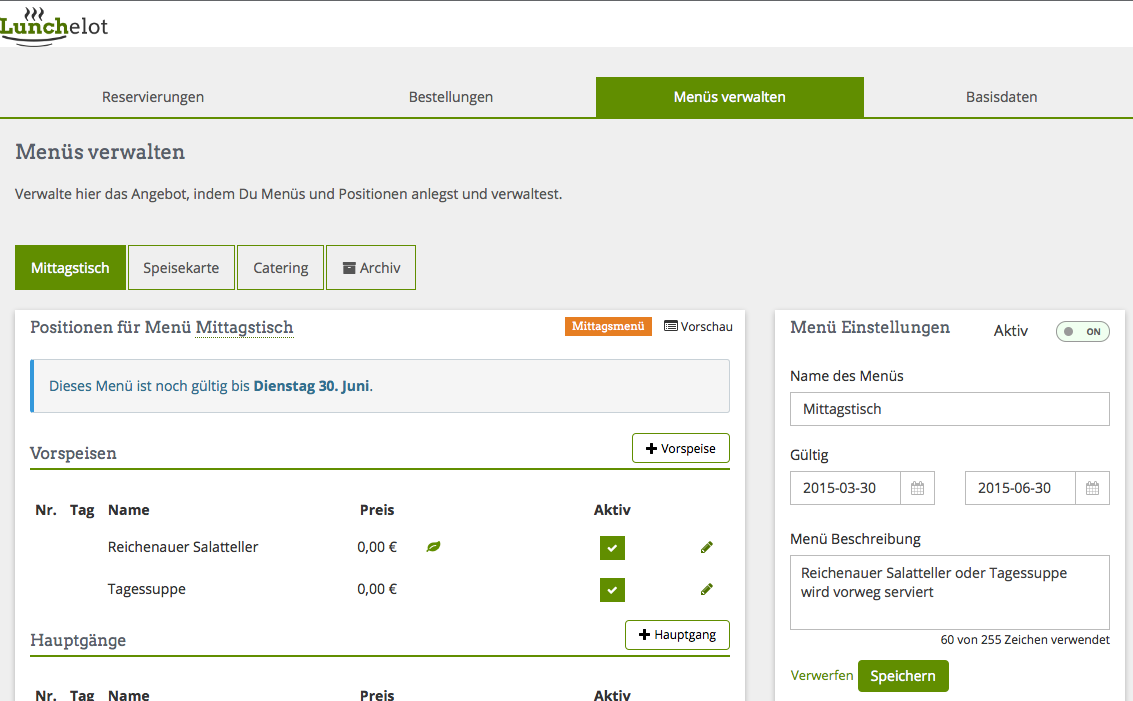 Lunchelot
Reservierungen Bestellungen Menüs verwalten Basisdaten
Menüs verwalten
Verwalte hier das Angebot, indem Du Menüs und Positionen anlegst und verwaltest.
Mittagstisch Speisekarte Catering Archiv
Positionen für Menü Mittagstisch Mittagsmenü Vorschau
Dieses Menü ist noch gültig bis Dienstag 30. Juni.
Vorspeisen + Vorspeise
Nr. Tag Name Preis Aktiv
Reichenauer Salatteller 0,00 €
Tagessuppe 0,00 €
Hauptgänge + Hauptgang
Nr. Tag Name Preis Aktiv
Menü Einstellungen Aktiv ON
Name des Menüs
Mittagstisch
Gültig
2015-03-30 2015-06-30
Menü Beschreibung
Reichenauer Salatteller oder Tagessuppe
wird vorweg serviert
60 von 255 Zeichen verwendet
Verwerfen Speichern